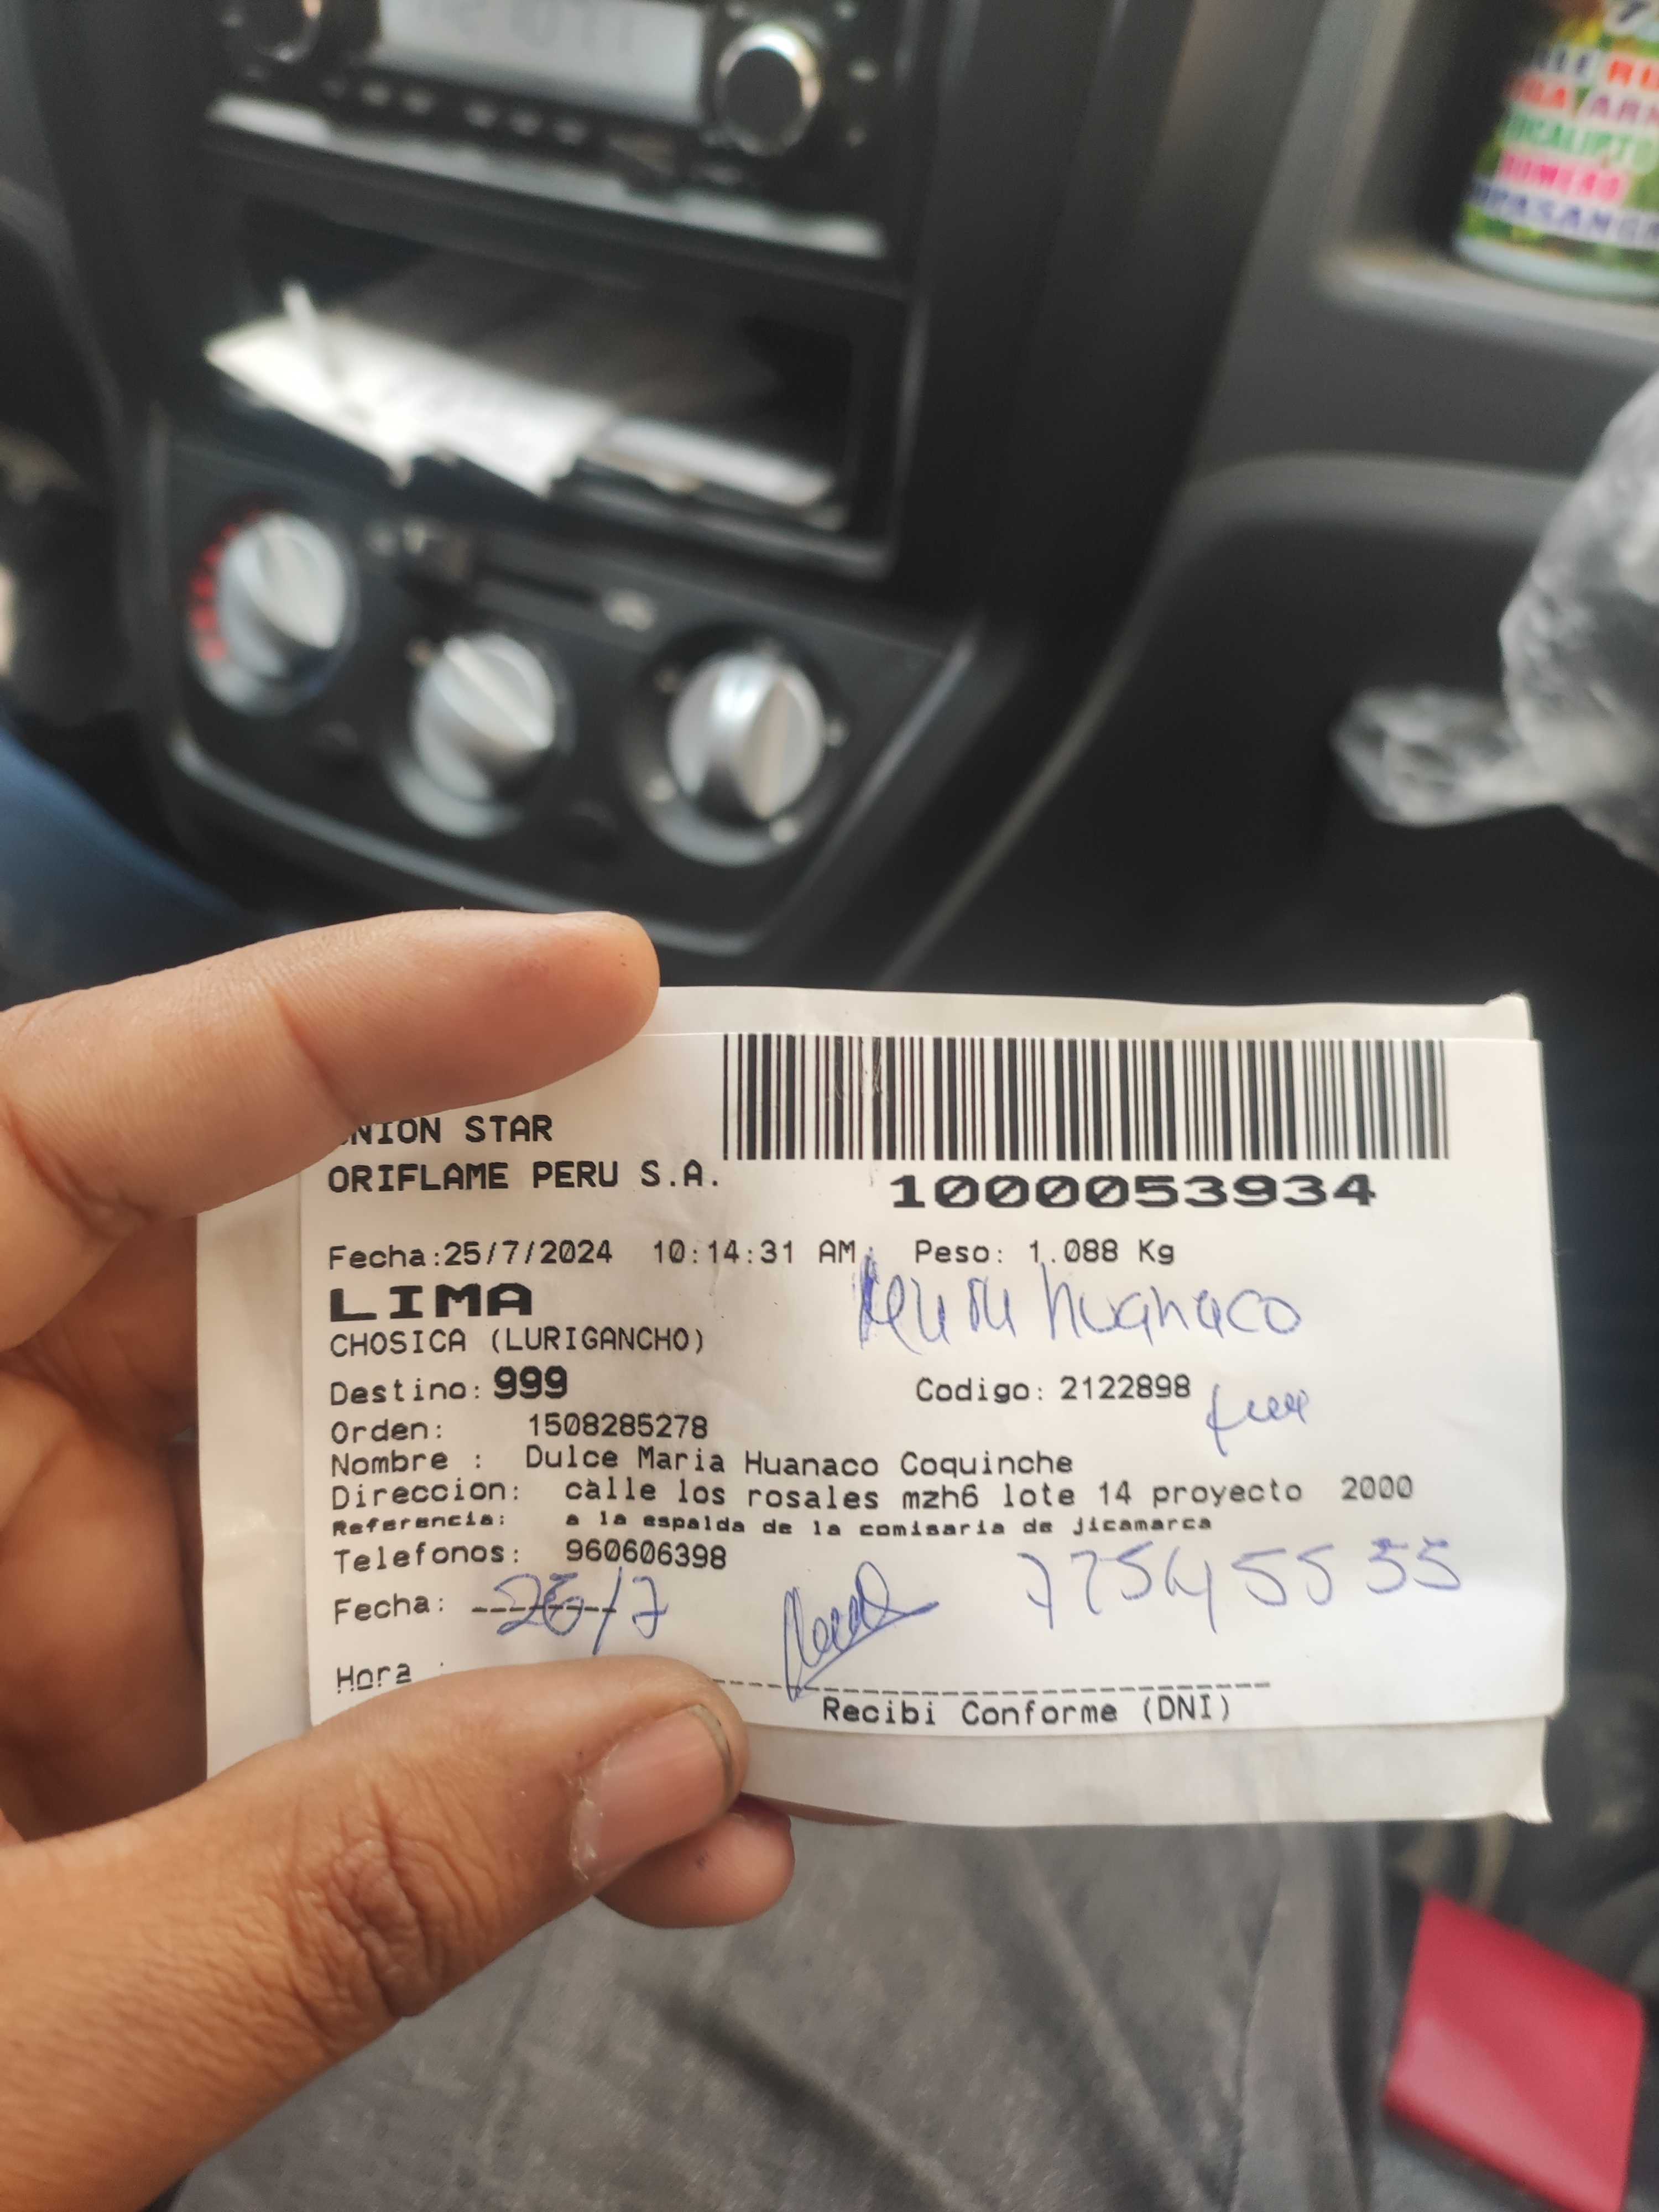 ROMERO
NION STAR
ORIFLAME PERU S.A.
1000053934
Fecha:25/7/2024 10:14:31 AM. Peso: 1.088 Kg
LIMA
huanaco
CHOSICA (LURIGANCHO)
Destino: 999 Codigo: 2122898
Orden: 1508285278
Nombre : Dulce Maria Huanaco Coquinche
Direccion: calle los rosales mzh6 lote 14 proyecto 2000
Referencia: a la espalda de la comisaria de jicamarca
Telefonos: 960606398
Fecha: 26/7
Hora :
Recibi Conforme (DNI)